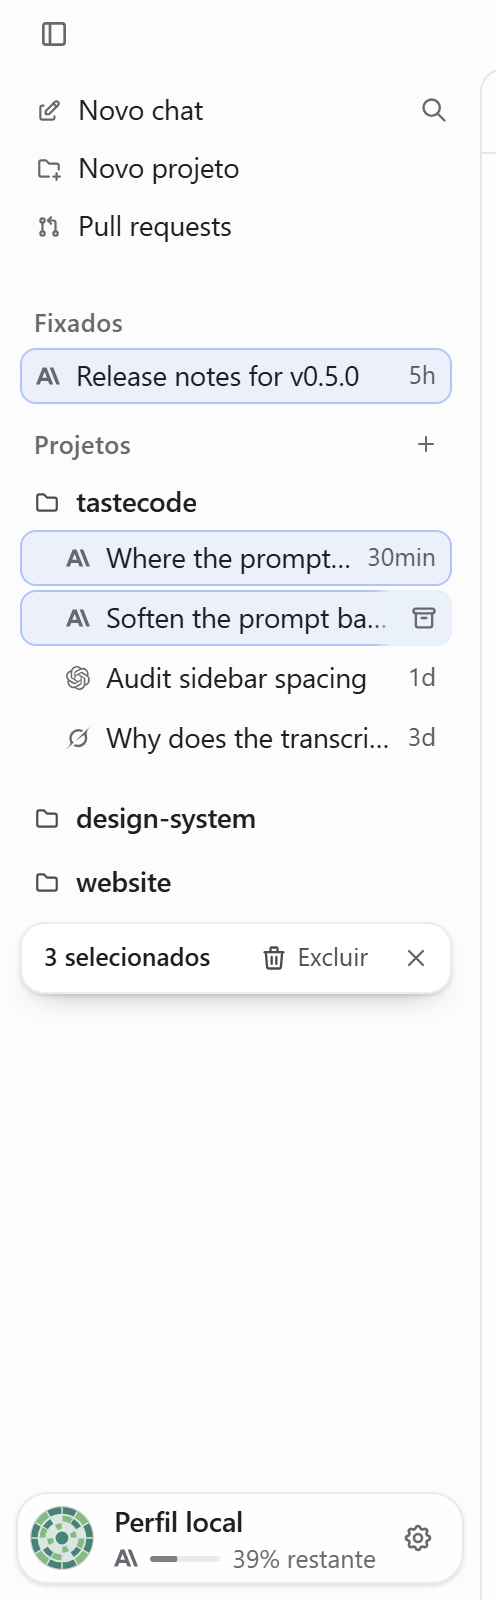 Novo chat
Novo projeto
Pull requests
Fixados
Release notes for v0.5.0 5h
Projetos
tastecode
Where the prompt... 30min
Soften the prompt ba...
Audit sidebar spacing 1d
Why does the transcri... 3d
design-system
website
3 selecionados Excluir
Perfil local
39% restante